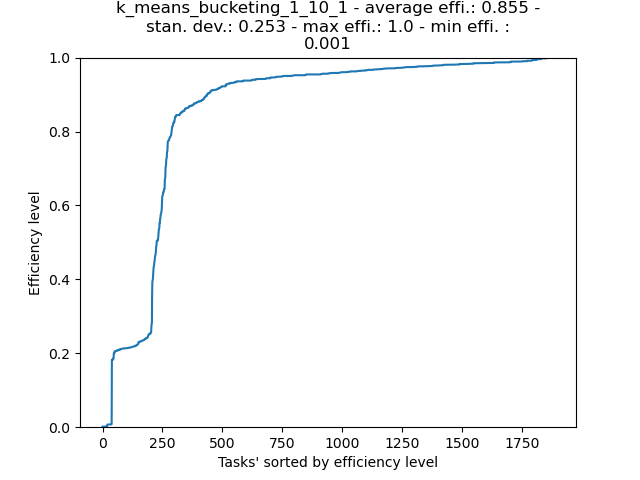 k_means_bucketing_1_10_1 - average effi.: 0.855 -
stan. dev.: 0.253 - max effi.: 1.0 - min effi. :
0.001
1.0
0.8
0.6
0.4
0.2
0.0
Efficiency level
0 250 500 750 1000 1250 1500 1750
Tasks' sorted by efficiency level